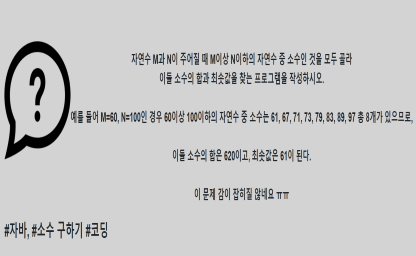 자연수 M과 N이 주어질 때 M이상 N이하의 자연수 중 소수인 것을 모두 골라
이들 소수의 합과 최솟값을 찾는 프로그램을 작성하시오.
예를 들어 M=60, N=100인 경우 60이상 100이하의 자연수 중 소수는 61, 67, 71, 73, 79, 83, 89, 97 총 8개가 있으므로,
이들 소수의 합은 620이고, 최솟값은 61이 된다.
이 문제 감이 잡히질 않네요 ㅠㅠ
#자바, #소수 구하기 #코딩